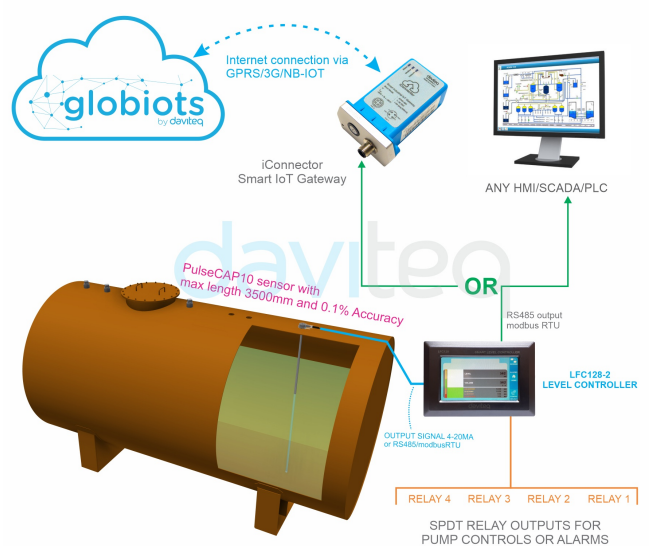 Internet connection via
GPRS/3G/NB-IOT
globiots
by daviteq
iConnector
Smart IoT Gateway
ANY HMI/SCADA/PLC
daviteq
PulseCAP10 sensor with
max length 3500mm and 0.1% Accuracy
OR
RS485 output
modbus RTU
LFC128-2
LEVEL CONTROLLER
OUTPUT SIGNAL 4-20MA
or RS485/modbusRTU
RELAY 4 RELAY 3 RELAY 2 RELAY 1
SPDT RELAY OUTPUTS FOR
PUMP CONTROLS OR ALARMS